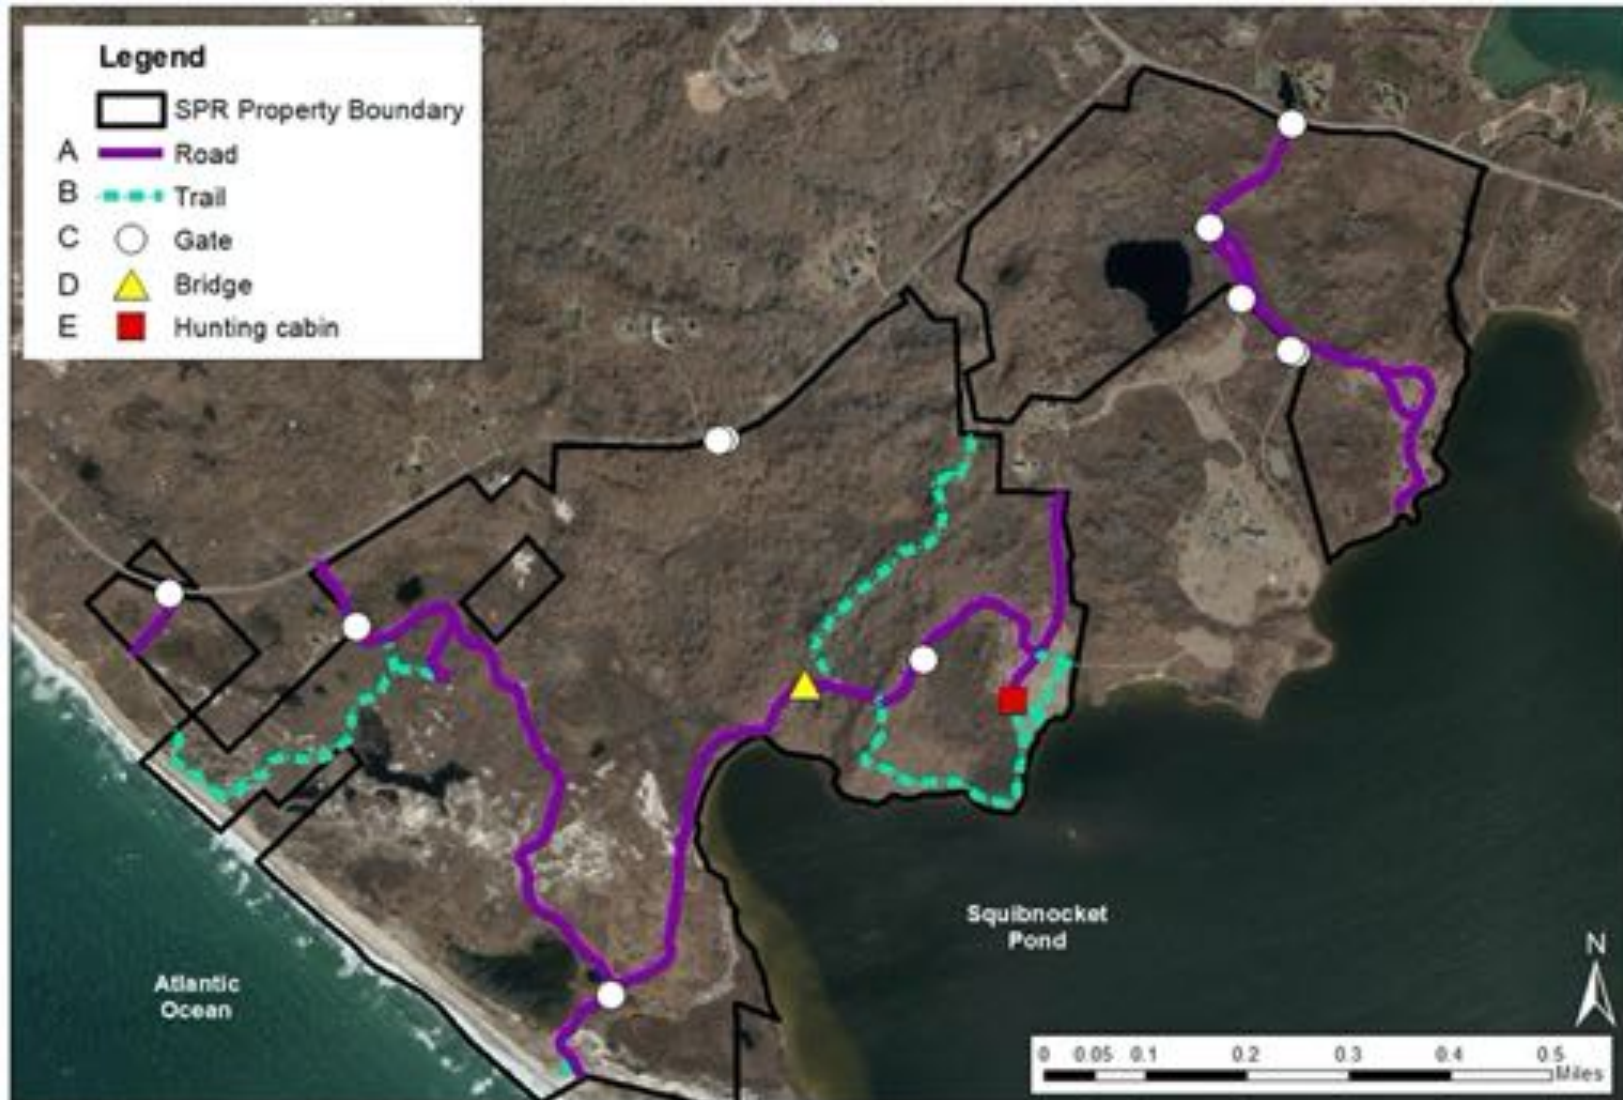 Legend
SPR Property Boundary
A Road
B Trail
C Gate
D Bridge
E Hunting cabin
Squibnocket
Pond
Atlantic
Ocean
N
0 0.05 0.1 0.2 0.3 0.4 0.5
Miles